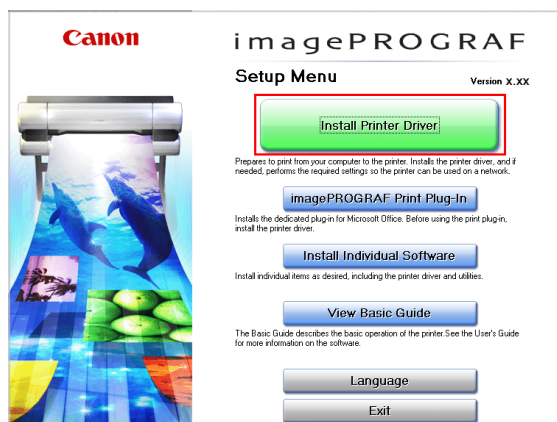 Canon
imagePROGRAF
Setup Menu
Version X.XX
Install Printer Driver
Prepares to print from your computer to the printer. Installs the printer driver, and if
needed, performs the required settings so the printer can be used on a network.
imagePROGRAF Print Plug-In
Installs the dedicated plug-in for Microsoft Office. Before using the print plug-in,
install the printer driver.
Install Individual Software
Install individual items as desired, including the printer driver and utilities.
View Basic Guide
The Basic Guide describes the basic operation of the printer.See the User's Guide
for more information on the software.
Language
Exit